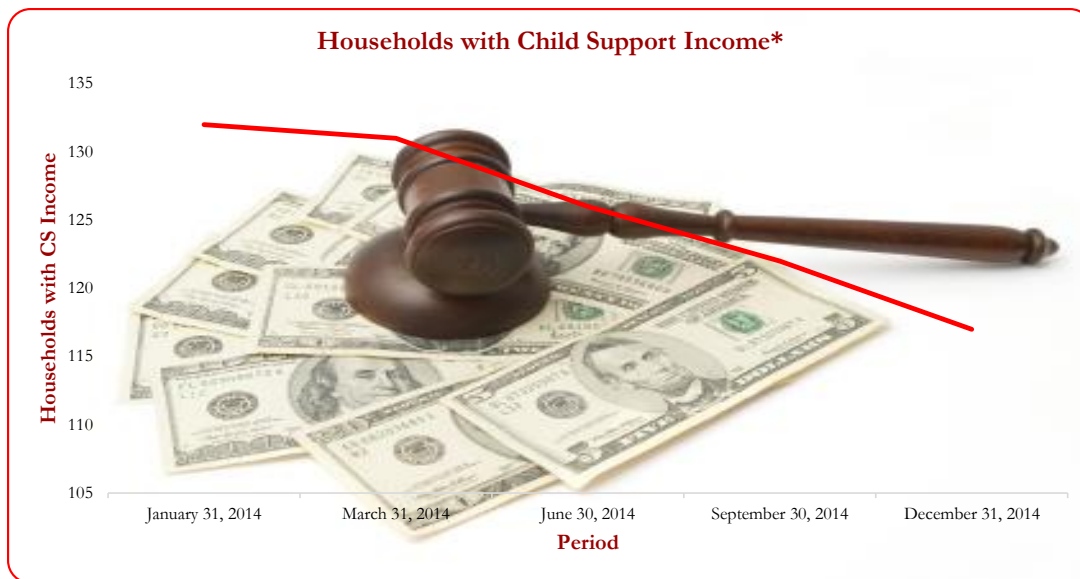 Households with Child Support Income*
135
130
125
120
115
110
105
Households with CS Income
January 31, 2014 March 31, 2014 June 30, 2014 September 30, 2014 December 31, 2014
Period